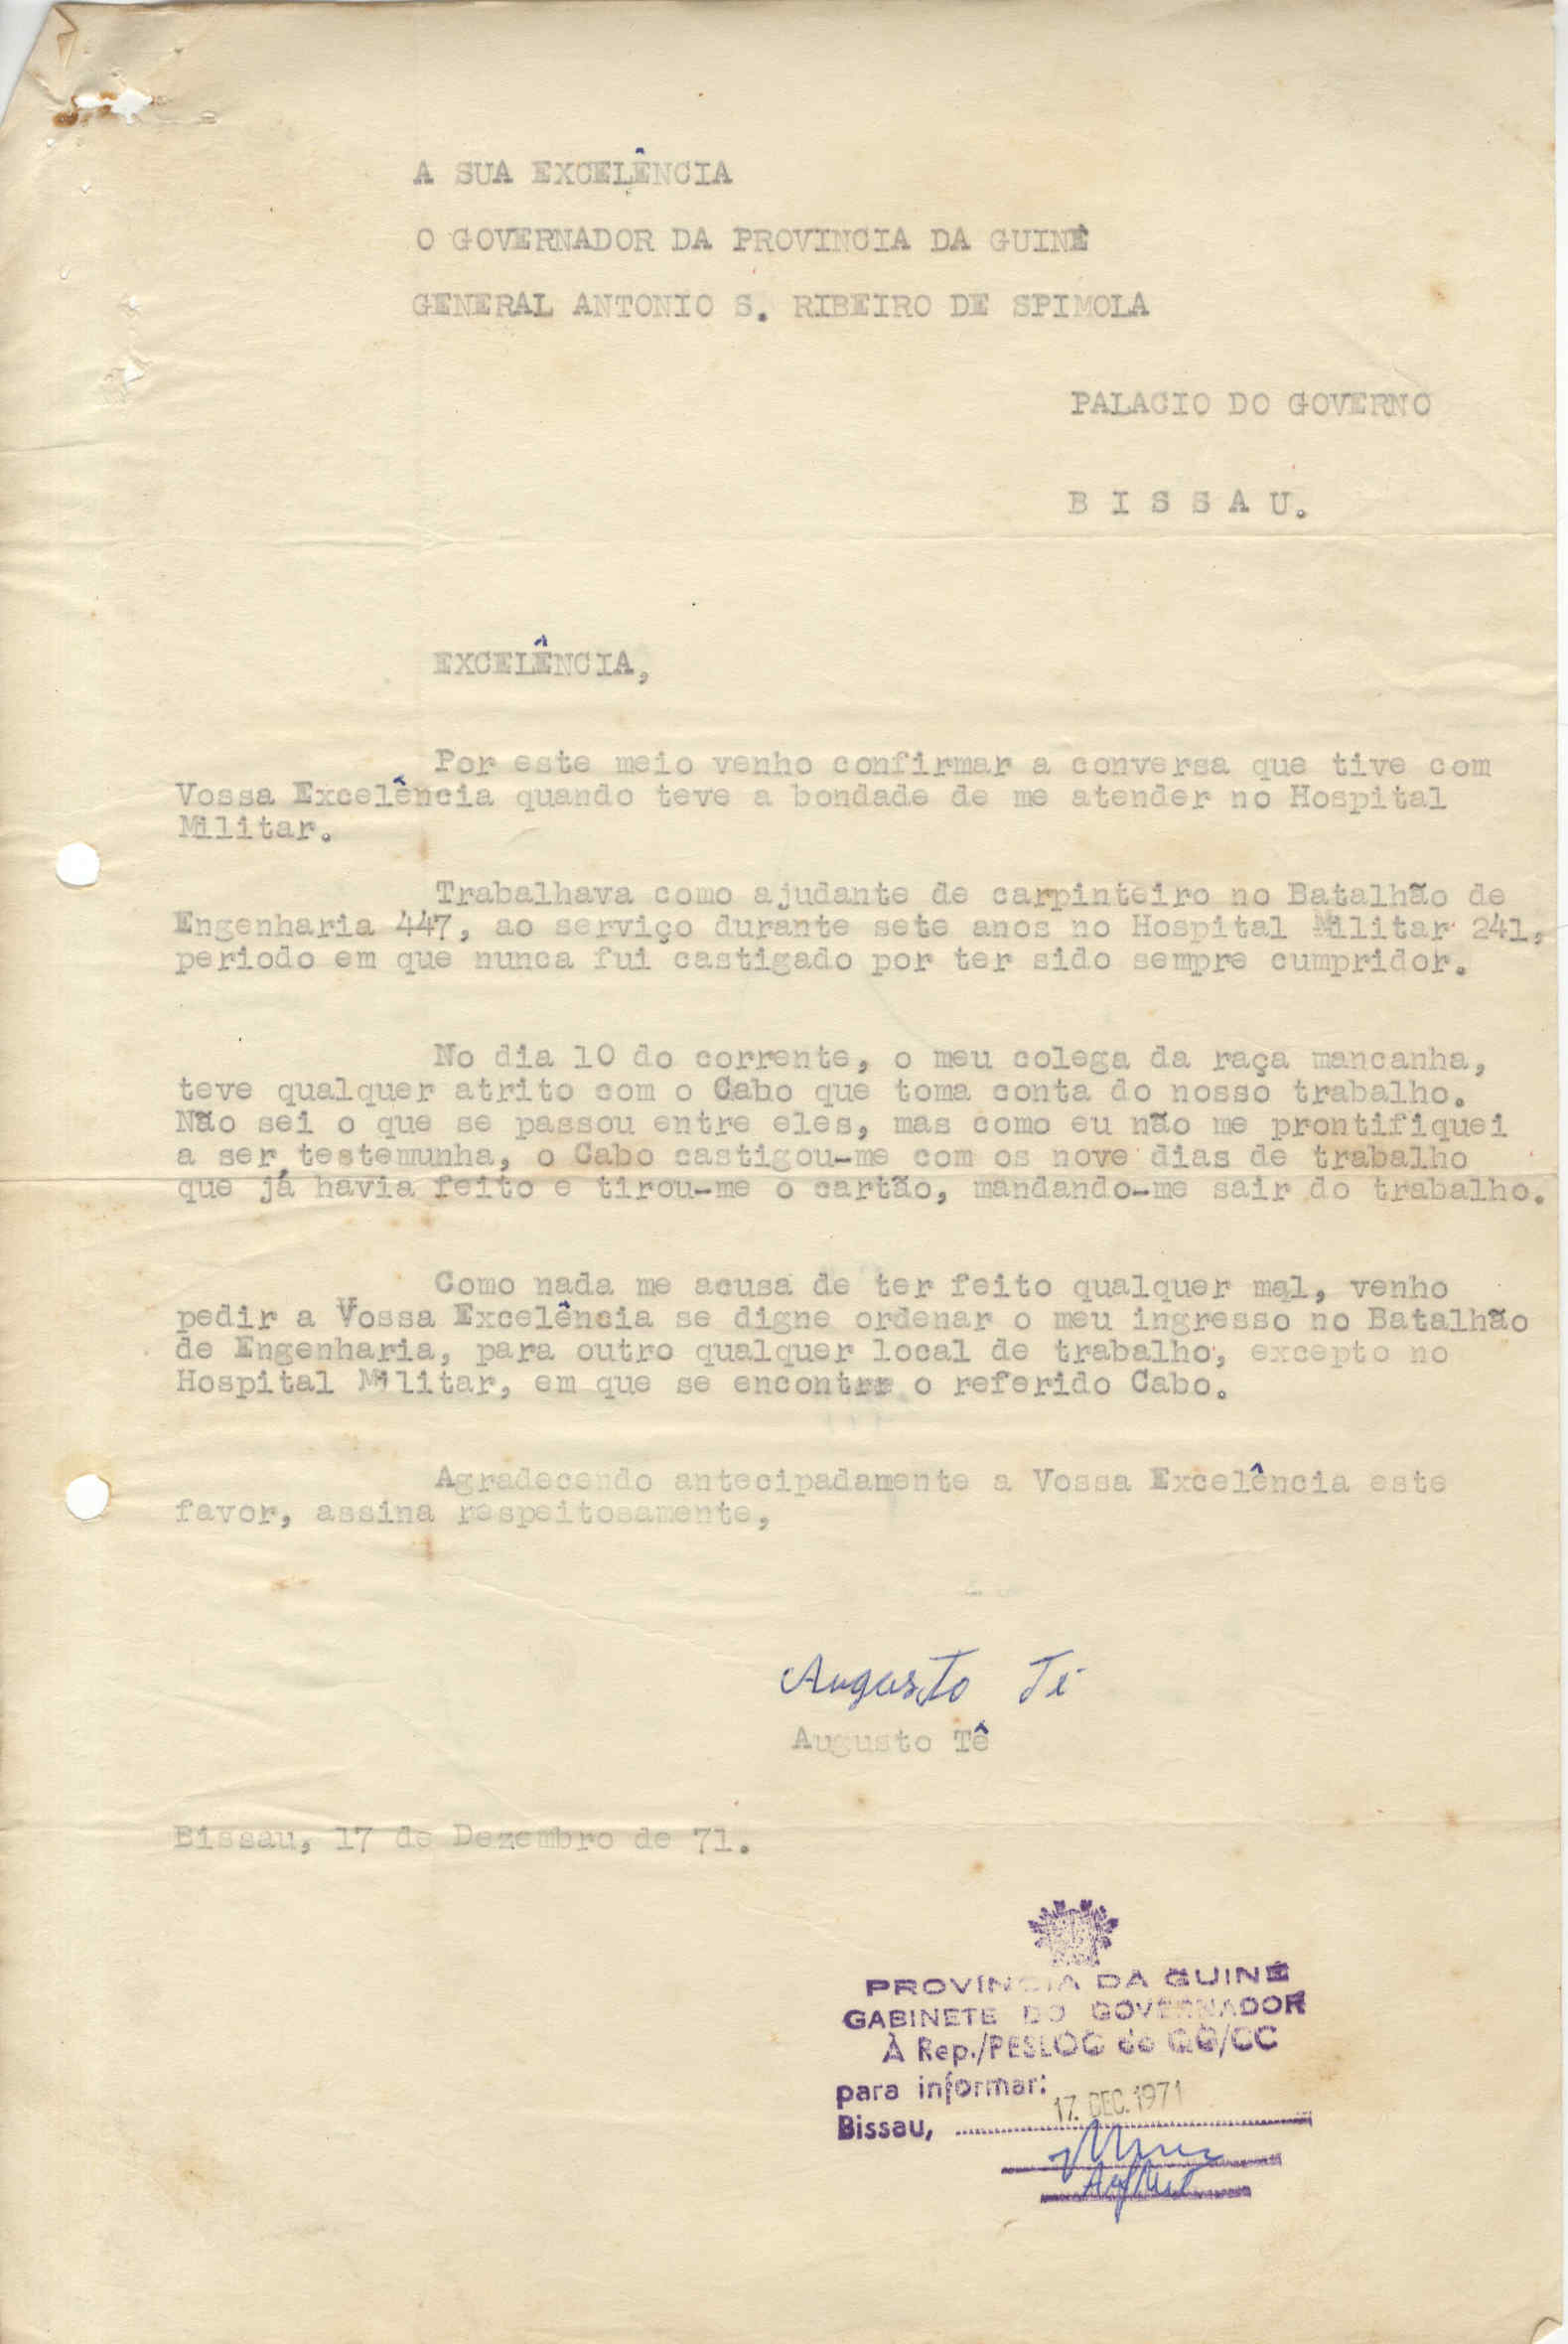 A SUA EXCELÊNCIA
O GOVERNADOR DA PROVINCIA DA GUINÉ
GENERAL ANTONIO S. RIBEIRO DE SPIMOLA
PALACIO DO GOVERNO
B I S S A U.
EXCELÊNCIA,
Por este meio venho confirmar a conversa que tive com
Vossa Excelência quando teve a bondade de me atender no Hospital
Militar.
Trabalhava como ajudante de carpinteiro no Batalhão de
Engenharia 447, ao serviço durante sete anos no Hospital Militar 241,
periodo em que nunca fui castigado por ter sido sempre cumpridor.
No dia 10 do corrente, o meu colega da raça mancanha,
teve qualquer atrito com o Cabo que toma conta do nosso trabalho.
Não sei o que se passou entre eles, mas como eu não me prontifiquei
a ser testemunha, o Cabo castigou-me com os nove dias de trabalho
que já havia feito e tirou-me o cartão, mandando-me sair do trabalho.
Como nada me acusa de ter feito qualquer mal, venho
pedir a Vossa Excelência se digne ordenar o meu ingresso no Batalhão
de Engenharia, para outro qualquer local de trabalho, excepto no
Hospital Militar, em que se encontrr o referido Cabo.
Agradecendo antecipadamente a Vossa Excelência este
favor, assina respeitosamente,
Augusto Tê
Augusto Tê
Bissau, 17 de Dezembro de 71.
PROVÍNCIA DA GUINÉ
GABINETE DO GOVERNADOR
À Rep./PESLOG do QG/CC
para informar:
17. DEC. 1971
Bissau,